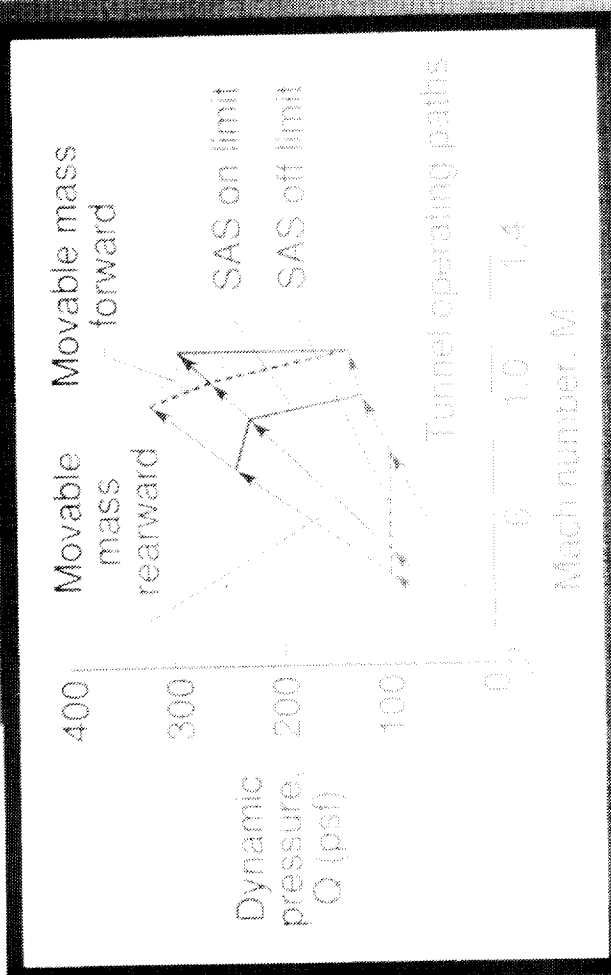 Movable mass
forward
Movable
mass
rearward
SAS on limit
SAS off limit
Tunnel operating paths
400
300
200
100
0
Dynamic
pressure,
Q (psf)
.6
1.0
1.4
Mach number, M